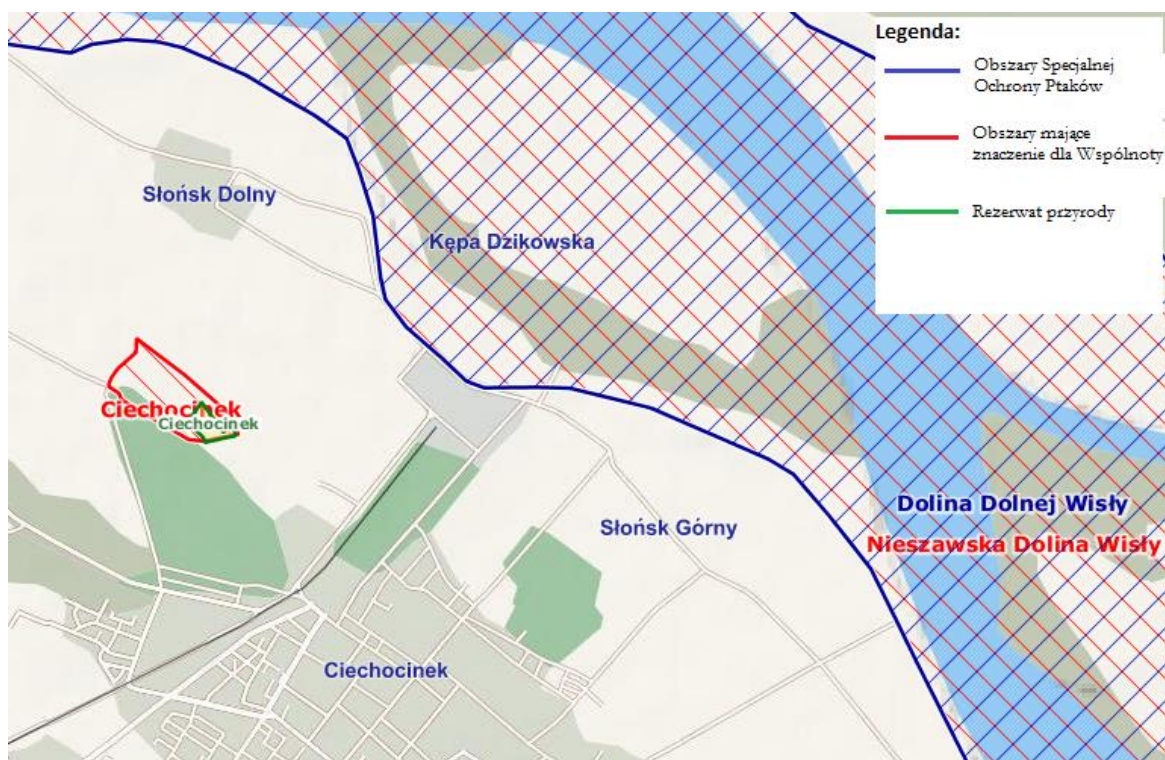 Legenda:
Obszary Specjalnej
Ochrony Ptaków
Obszary mające
znaczenie dla Wspólnoty
Rezerwat przyrody
Słońsk Dolny
Kępa Dzikowska
Ciechocinek
Ciechocinek
Dolina Dolnej Wisły
Słońsk Górny
Nieszawska Dolina Wisły
Ciechocinek